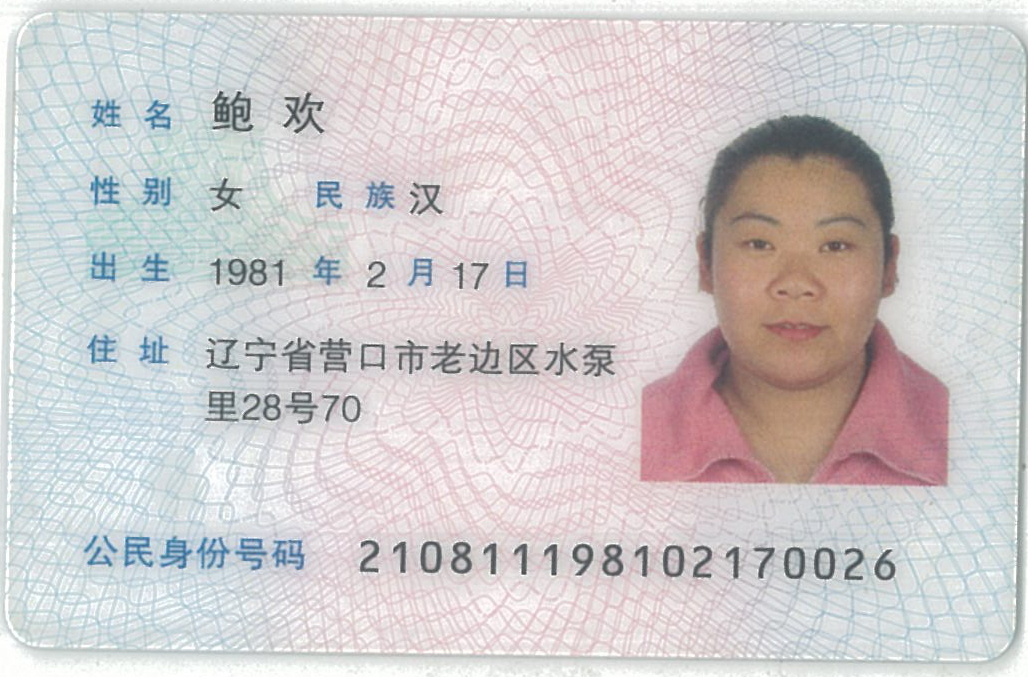 姓名 鲍欢
性别 女 民族 汉
出生 1981 年 2 月 17 日
住址 辽宁省营口市老边区水泵
里28号70
公民身份号码 210811198102170026